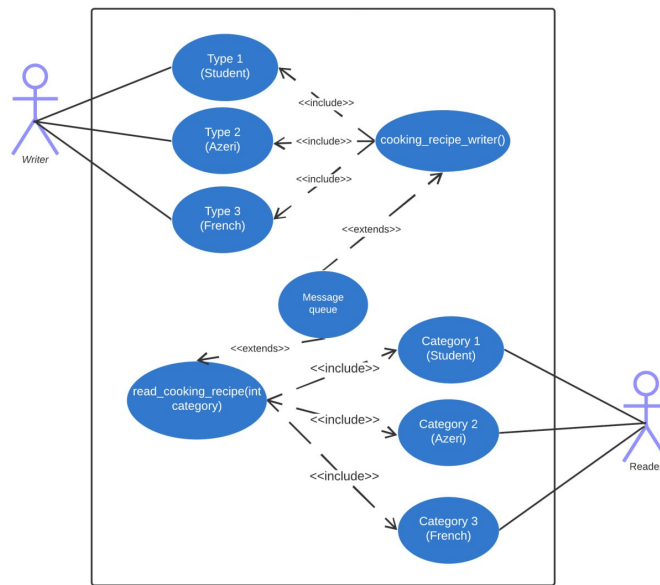 Type 1
(Student)
<<include>>
Type 2
(Azeri)
<<include>>
cooking_recipe_writer()
Writer
<<include>>
Type 3
(French)
<<extends>>
Message
queue
<<extends>>
Category 1
(Student)
<<include>>
read_cooking_recipe(int
category)
<<include>>
Category 2
(Azeri)
Reader
<<include>>
Category 3
(French)